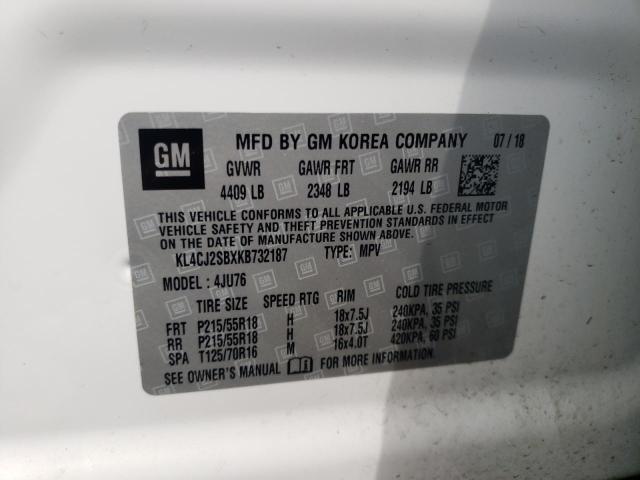 GM MFD BY GM KOREA COMPANY 07/18
GVWR GAWR FRT GAWR RR
4409 LB 2348 LB 2194 LB
THIS VEHICLE CONFORMS TO ALL APPLICABLE U.S. FEDERAL MOTOR
VEHICLE SAFETY AND THEFT PREVENTION STANDARDS IN EFFECT
ON THE DATE OF MANUFACTURE SHOWN ABOVE.
KL4CJ2SBXKB732187 TYPE: MPV
MODEL : 4JU76
TIRE SIZE SPEED RTG RIM COLD TIRE PRESSURE
FRT P215/55R18 H 18x7.5J 240KPA, 35 PSI
RR P215/55R18 H 18x7.5J 240KPA, 35 PSI
SPA T125/70R16 M 16x4.0T 420KPA, 60 PSI
SEE OWNER'S MANUAL FOR MORE INFORMATION